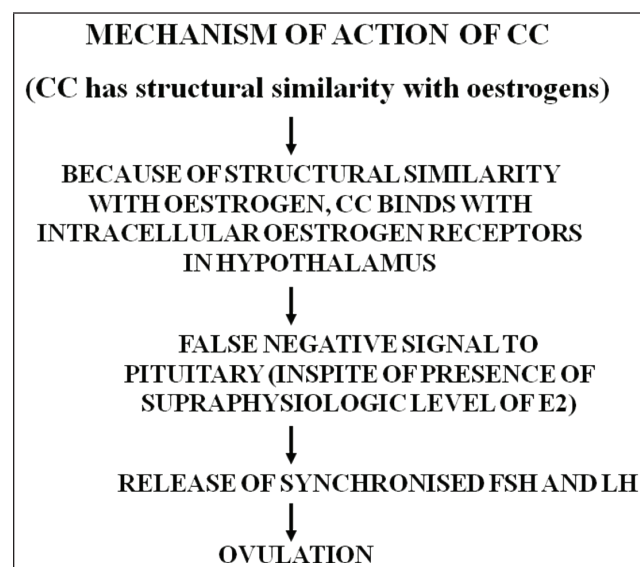 MECHANISM OF ACTION OF CC
(CC has structural similarity with oestrogens)
BECAUSE OF STRUCTURAL SIMILARITY
WITH OESTROGEN, CC BINDS WITH
INTRACELLULAR OESTROGEN RECEPTORS
IN HYPOTHALAMUS
FALSE NEGATIVE SIGNAL TO
PITUITARY (INSPITE OF PRESENCE OF
SUPRAPHYSIOLOGIC LEVEL OF E2)
RELEASE OF SYNCHRONISED FSH AND LH
OVULATION